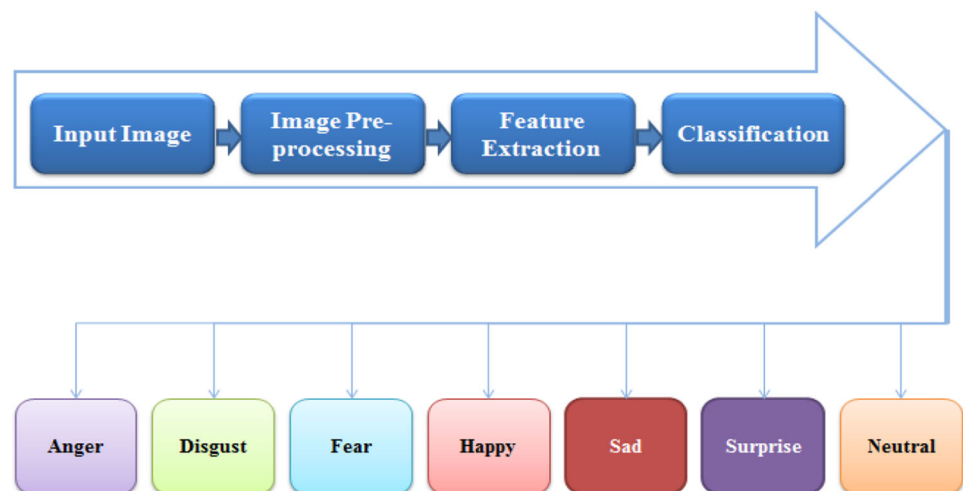 Input Image
Image Pre-
processing
Feature
Extraction
Classification
Anger
Disgust
Fear
Happy
Sad
Surprise
Neutral